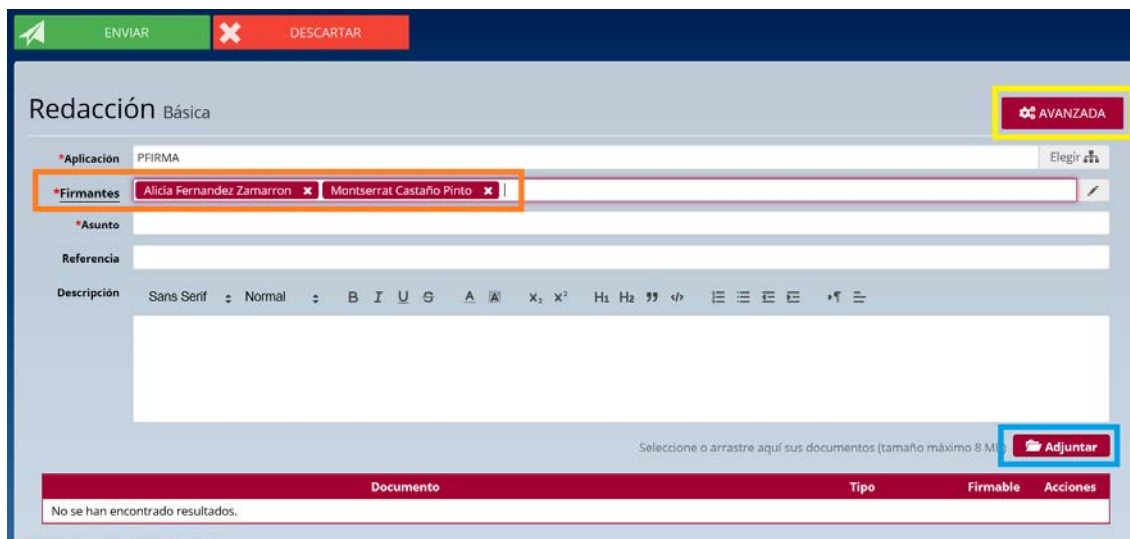 ENVIAR DESCARTAR
Redacción Básica AVANZADA
*Aplicación PFIRMA Elegir
*Firmantes Alicia Fernandez Zamarron × Montserrat Castaño Pinto ×
*Asunto
Referencia
Descripción Sans Serif Normal B I U S A A X₂ X² H₁ H₂ ” </>
Seleccione o arrastre aquí sus documentos (tamaño máximo 8 MB) Adjuntar
Documento Tipo Firmable Acciones
No se han encontrado resultados.